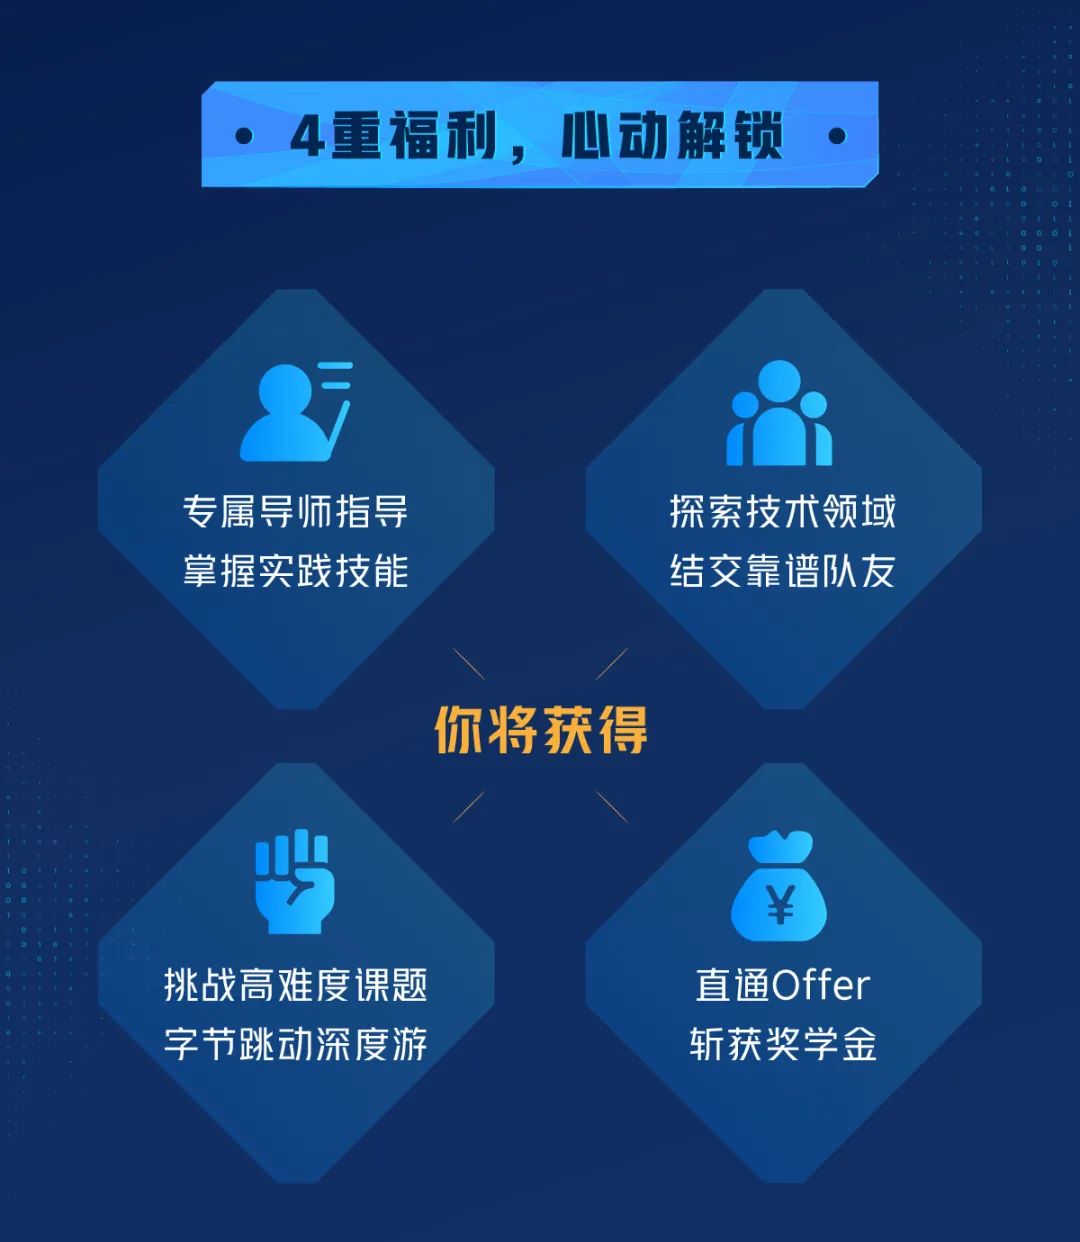 4重福利，心动解锁
专属导师指导
掌握实践技能
探索技术领域
结交靠谱队友
你将获得
挑战高难度课题
字节跳动深度游
¥
直通Offer
斩获奖学金